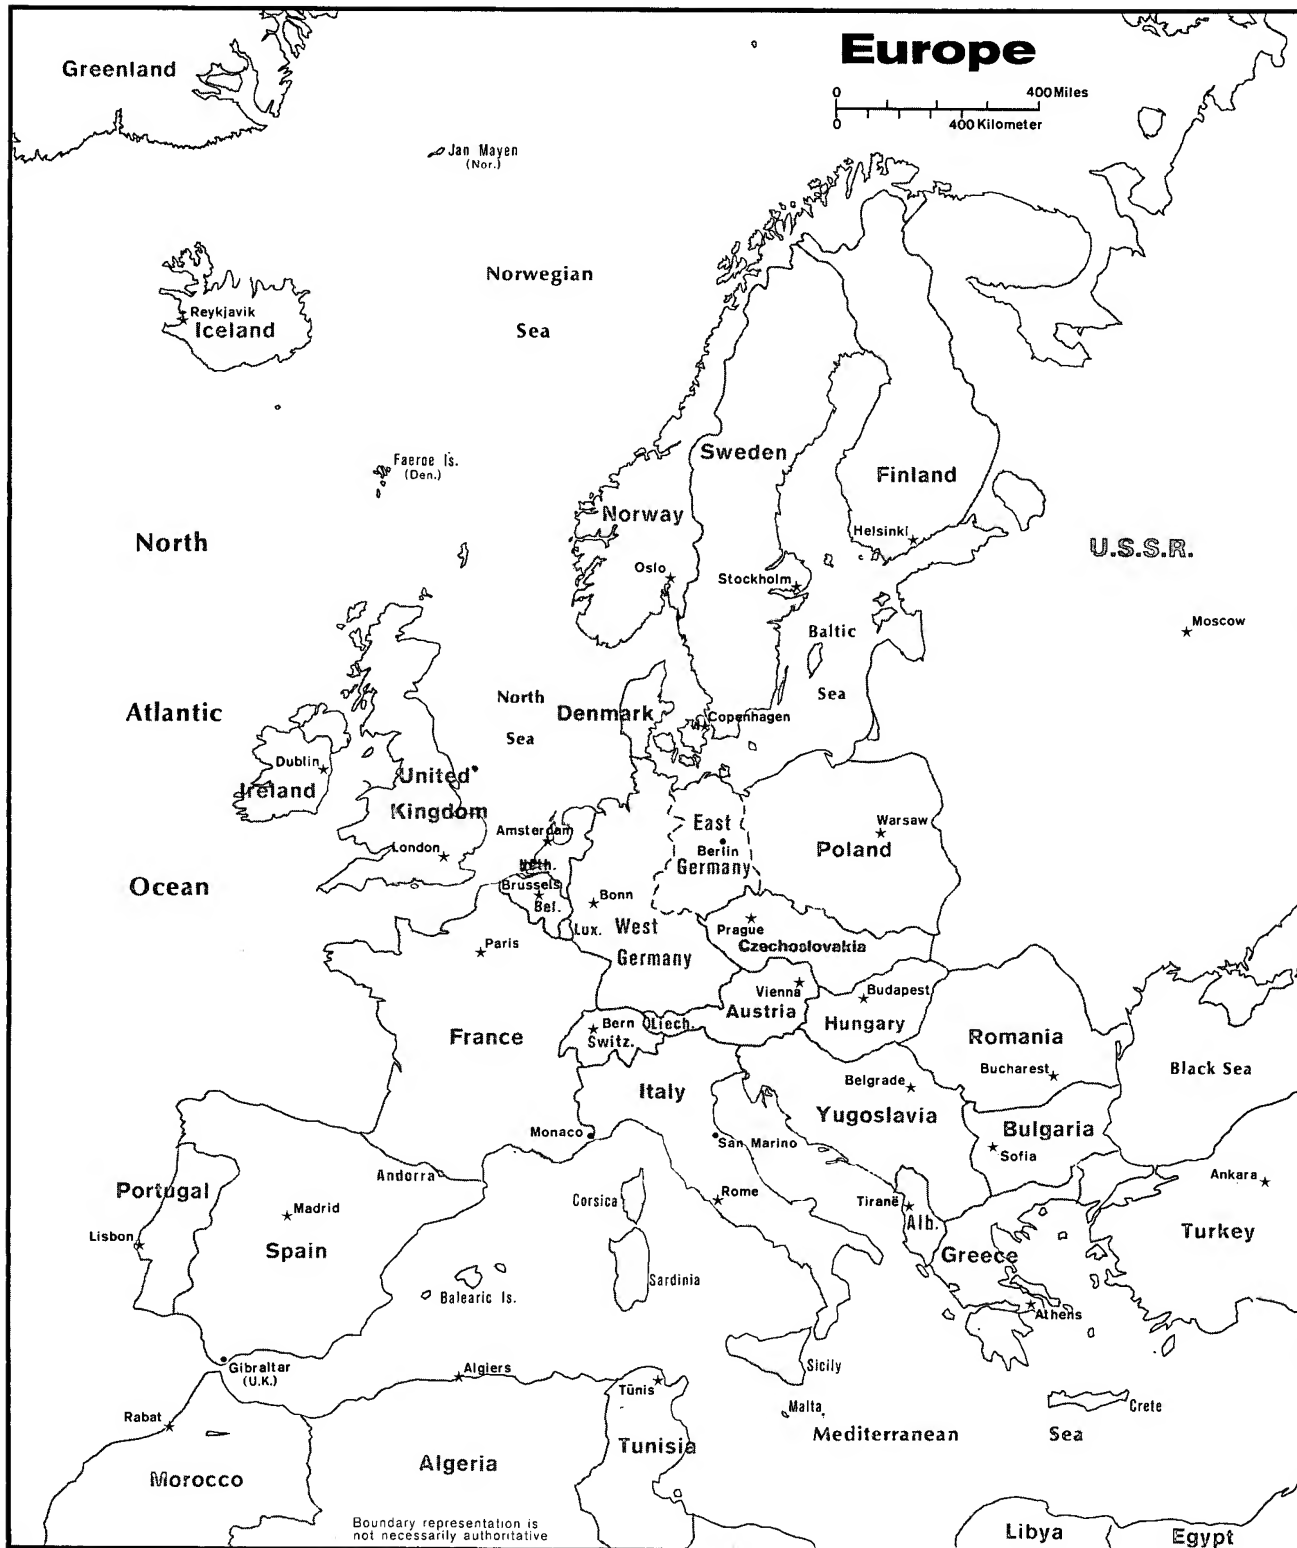 Europe
0 400 Miles
0 400 Kilometer
Greenland
Jan Mayen
(Nor.)
Norwegian
Sea
Reykjavik
Iceland
Faeroe Is.
(Den.)
Sweden
Finland
Norway
Helsinki
Oslo
Stockholm
U.S.S.R.
Moscow
North
Atlantic
Ocean
Baltic
Sea
North
Sea
Denmark
Copenhagen
Dublin
Ireland
United
Kingdom
London
Amsterdam
Neth.
Brussels
Bel.
Lux.
Bonn
West
Germany
East
Berlin
Germany
Warsaw
Poland
Prague
Czechoslovakia
Paris
France
Vienna
Austria
Budapest
Hungary
Bern
Switz.
Liech.
Romania
Bucharest
Black Sea
Italy
Belgrade
Yugoslavia
Bulgaria
Sofia
Monaco
San Marino
Andorra
Portugal
Lisbon
Madrid
Spain
Corsica
Rome
Tiranë
Alb.
Greece
Ankara
Turkey
Sardinia
Balearic Is.
Athens
Gibraltar
(U.K.)
Algiers
Tūnis
Sicily
Malta
Crete
Mediterranean Sea
Rabat
Morocco
Algeria
Tunisia
Libya
Egypt
Boundary representation is
not necessarily authoritative